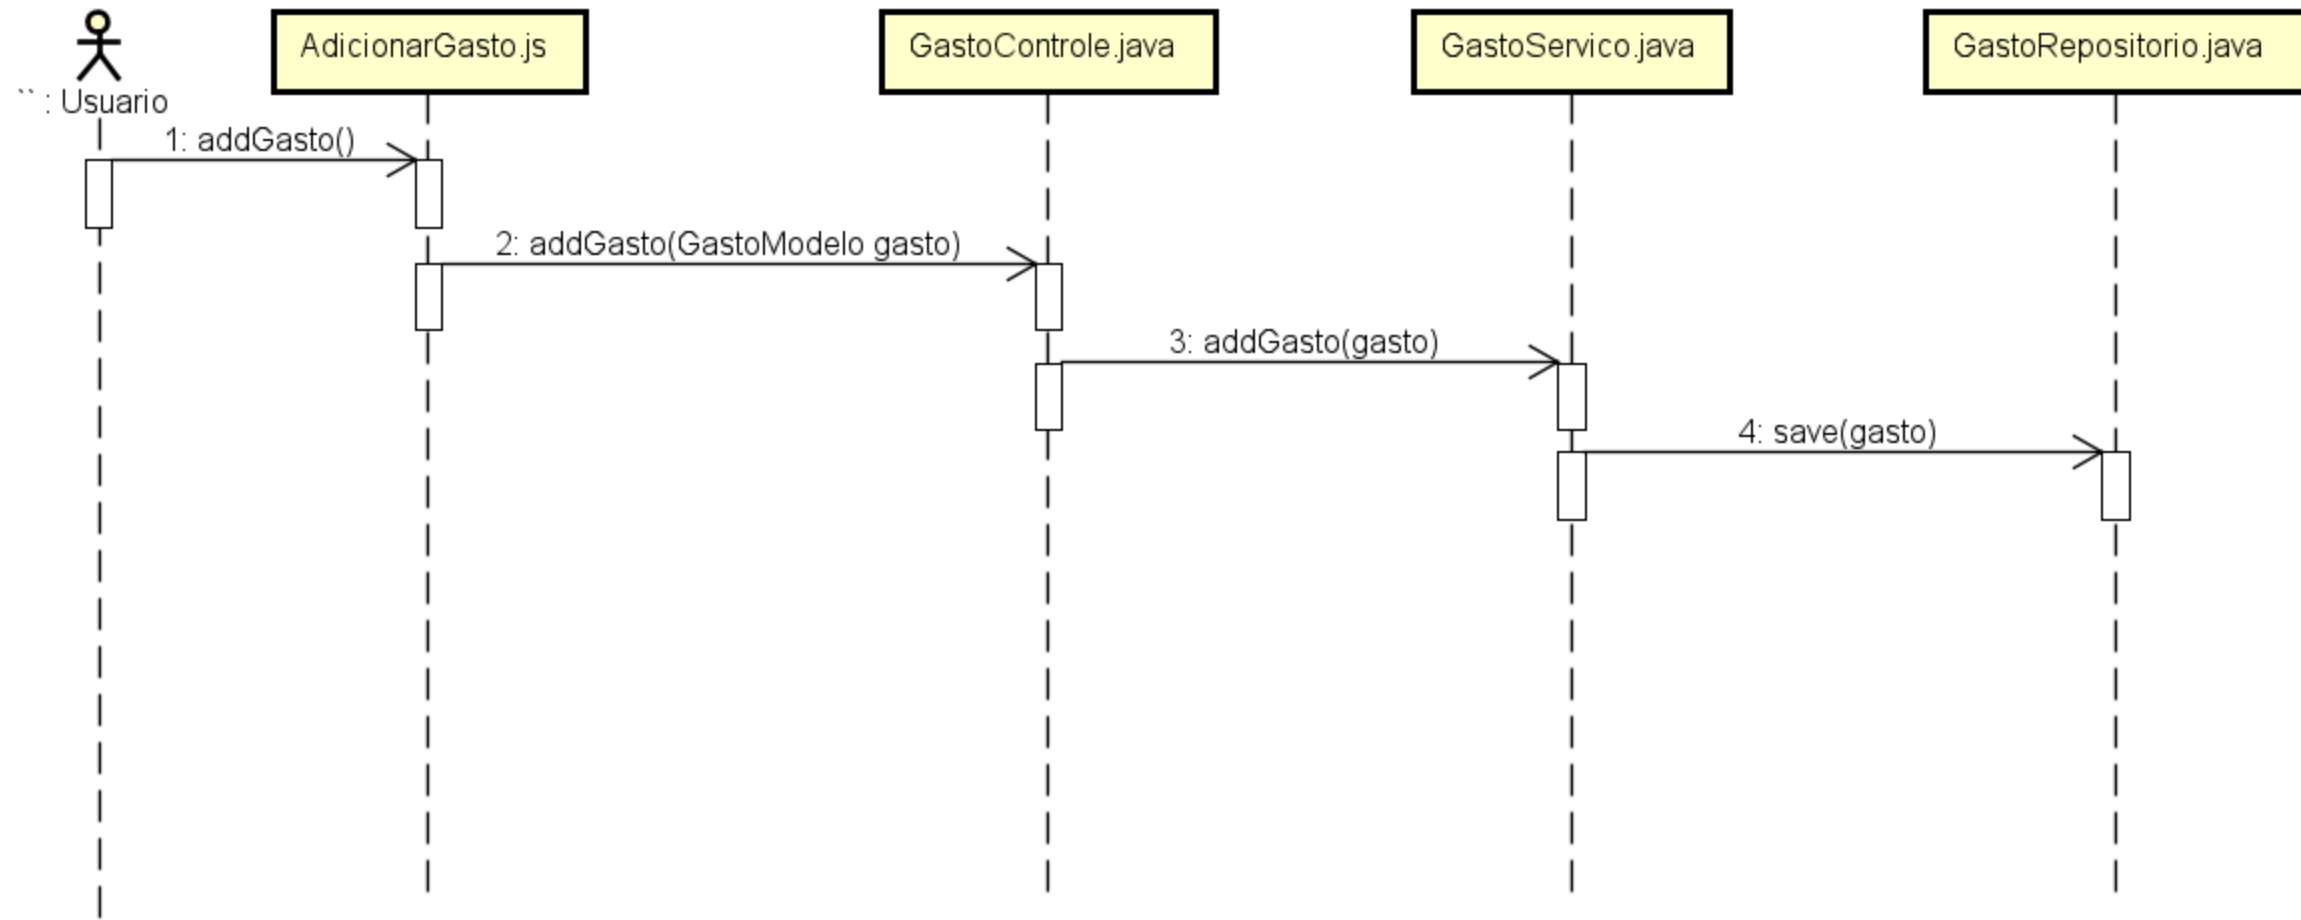 AdicionarGasto.js
GastoControle.java
GastoServico.java
GastoRepositorio.java
`` : Usuario
1: addGasto()
2: addGasto(GastoModelo gasto)
3: addGasto(gasto)
4: save(gasto)